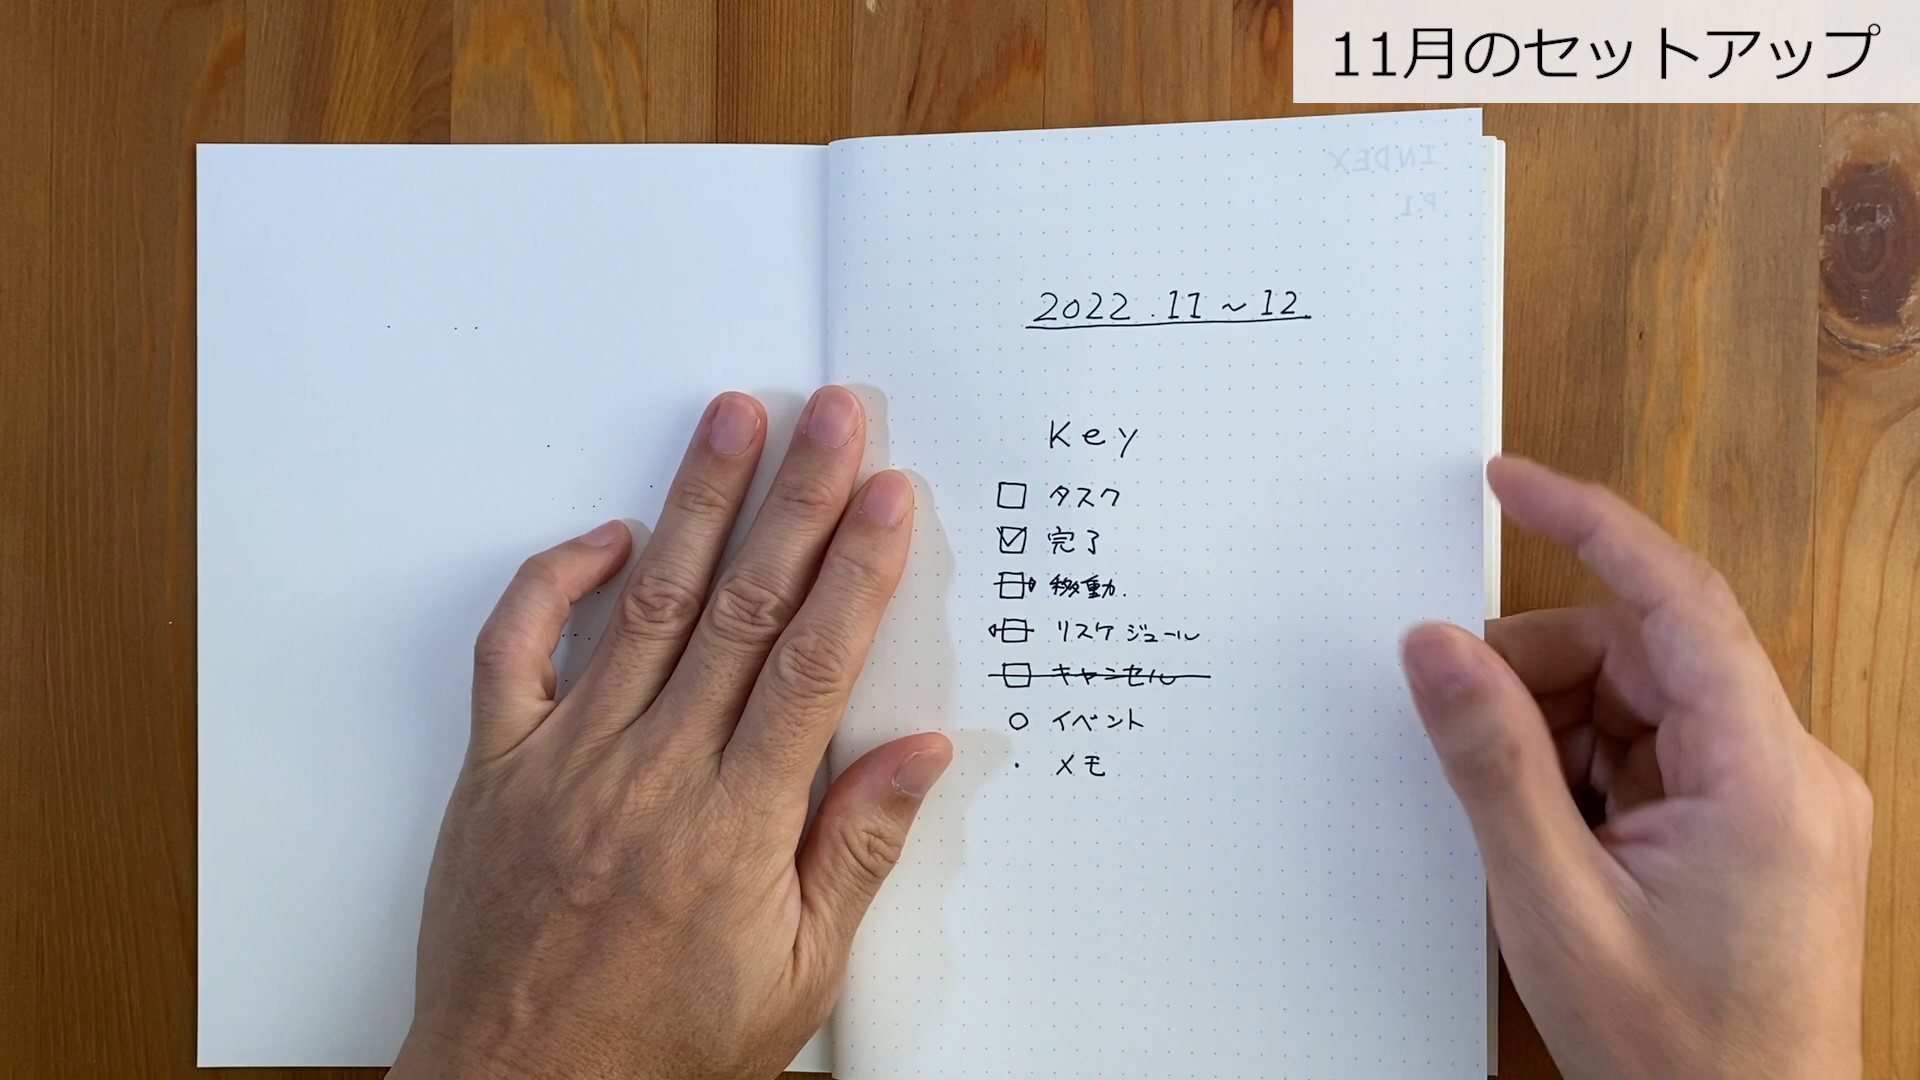 11月のセットアップ
INDEX
P.1
2022.11~12.
Key
タスク
完了
移動.
リスケジュール
キャンセル
イベント
・メモ